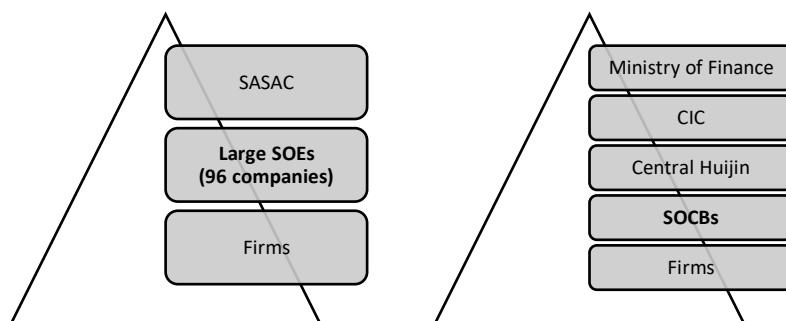 SASAC
Large SOEs
(96 companies)
Firms
Ministry of Finance
CIC
Central Huijin
SOCBs
Firms